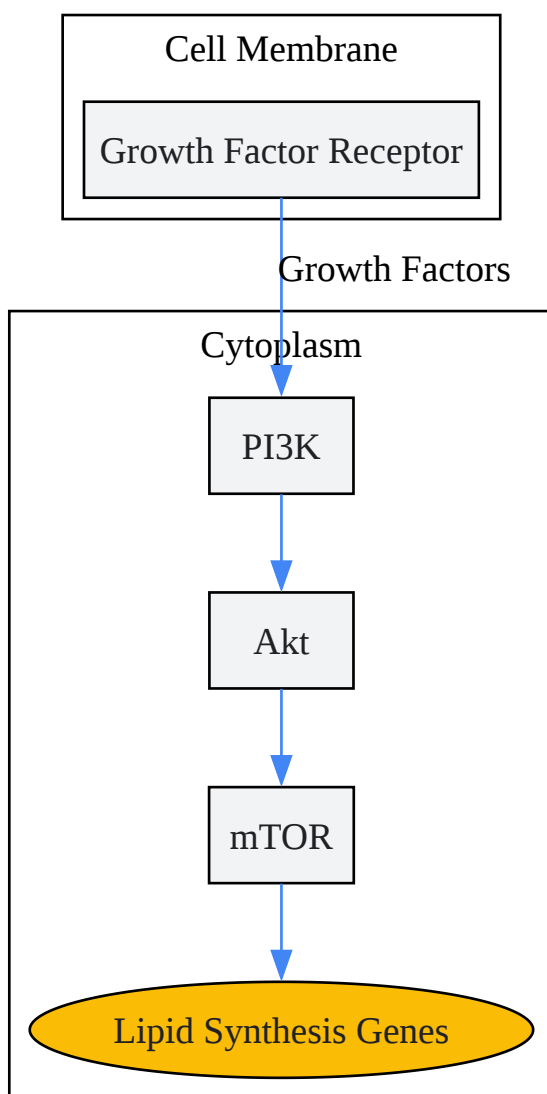 Cell Membrane
Growth Factor Receptor
Growth Factors
Cytoplasm
PI3K
Akt
mTOR
Lipid Synthesis Genes